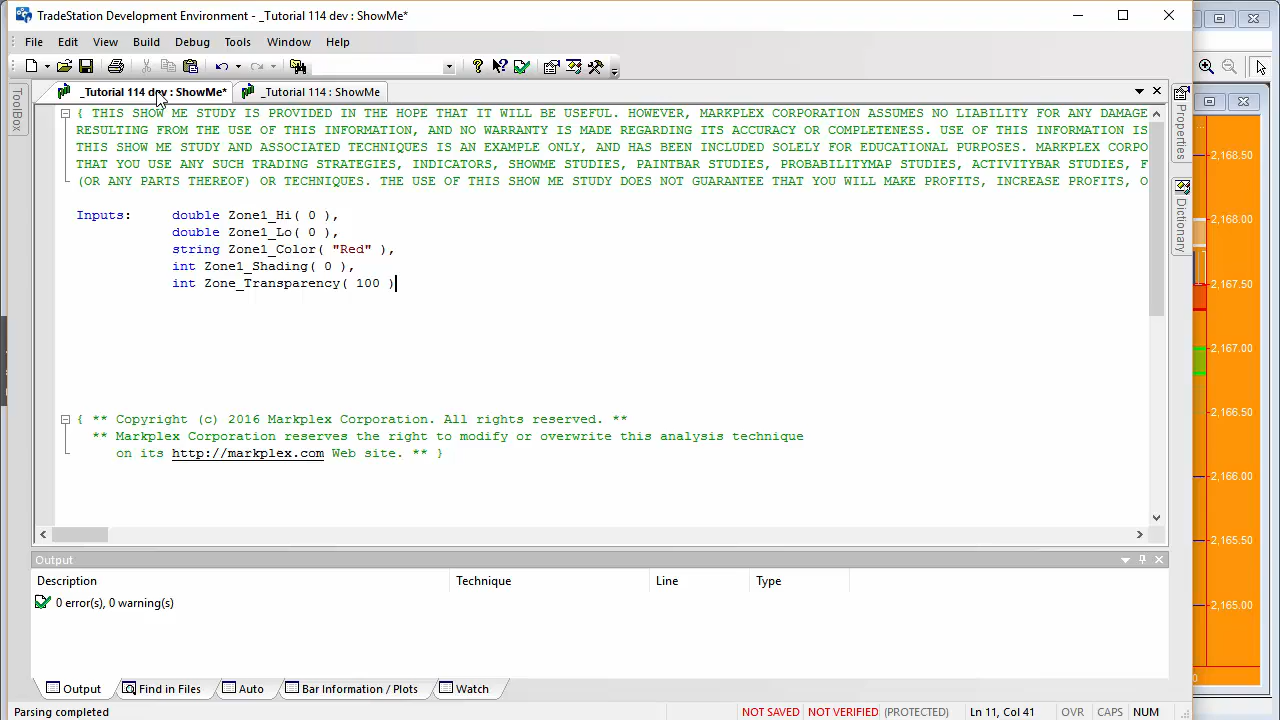 TradeStation Development Environment - _Tutorial 114 dev : ShowMe*
File Edit View Build Debug Tools Window Help
ToolBox
_Tutorial 114 dev : ShowMe* _Tutorial 114 : ShowMe
{ THIS SHOW ME STUDY IS PROVIDED IN THE HOPE THAT IT WILL BE USEFUL. HOWEVER, MARKPLEX CORPORATION ASSUMES NO LIABILITY FOR ANY DAMAGE
RESULTING FROM THE USE OF THIS INFORMATION, AND NO WARRANTY IS MADE REGARDING ITS ACCURACY OR COMPLETENESS. USE OF THIS INFORMATION IS
THIS SHOW ME STUDY AND ASSOCIATED TECHNIQUES IS AN EXAMPLE ONLY, AND HAS BEEN INCLUDED SOLELY FOR EDUCATIONAL PURPOSES. MARKPLEX CORPO
THAT YOU USE ANY SUCH TRADING STRATEGIES, INDICATORS, SHOWME STUDIES, PAINTBAR STUDIES, PROBABILITYMAP STUDIES, ACTIVITYBAR STUDIES, F
(OR ANY PARTS THEREOF) OR TECHNIQUES. THE USE OF THIS SHOW ME STUDY DOES NOT GUARANTEE THAT YOU WILL MAKE PROFITS, INCREASE PROFITS, O
Inputs: double Zone1_Hi( 0 ),
double Zone1_Lo( 0 ),
string Zone1_Color( "Red" ),
int Zone1_Shading( 0 ),
int Zone_Transparency( 100 )
{ ** Copyright (c) 2016 Markplex Corporation. All rights reserved. **
** Markplex Corporation reserves the right to modify or overwrite this analysis technique
on its http://markplex.com Web site. ** }
Properties
Dictionary
2,168.50
2,168.00
2,167.50
2,167.00
2,166.50
2,166.00
2,165.50
2,165.00
Output
Description Technique Line Type
0 error(s), 0 warning(s)
Output Find in Files Auto Bar Information / Plots Watch
Parsing completed NOT SAVED NOT VERIFIED (PROTECTED) Ln 11, Col 41 OVR CAPS NUM